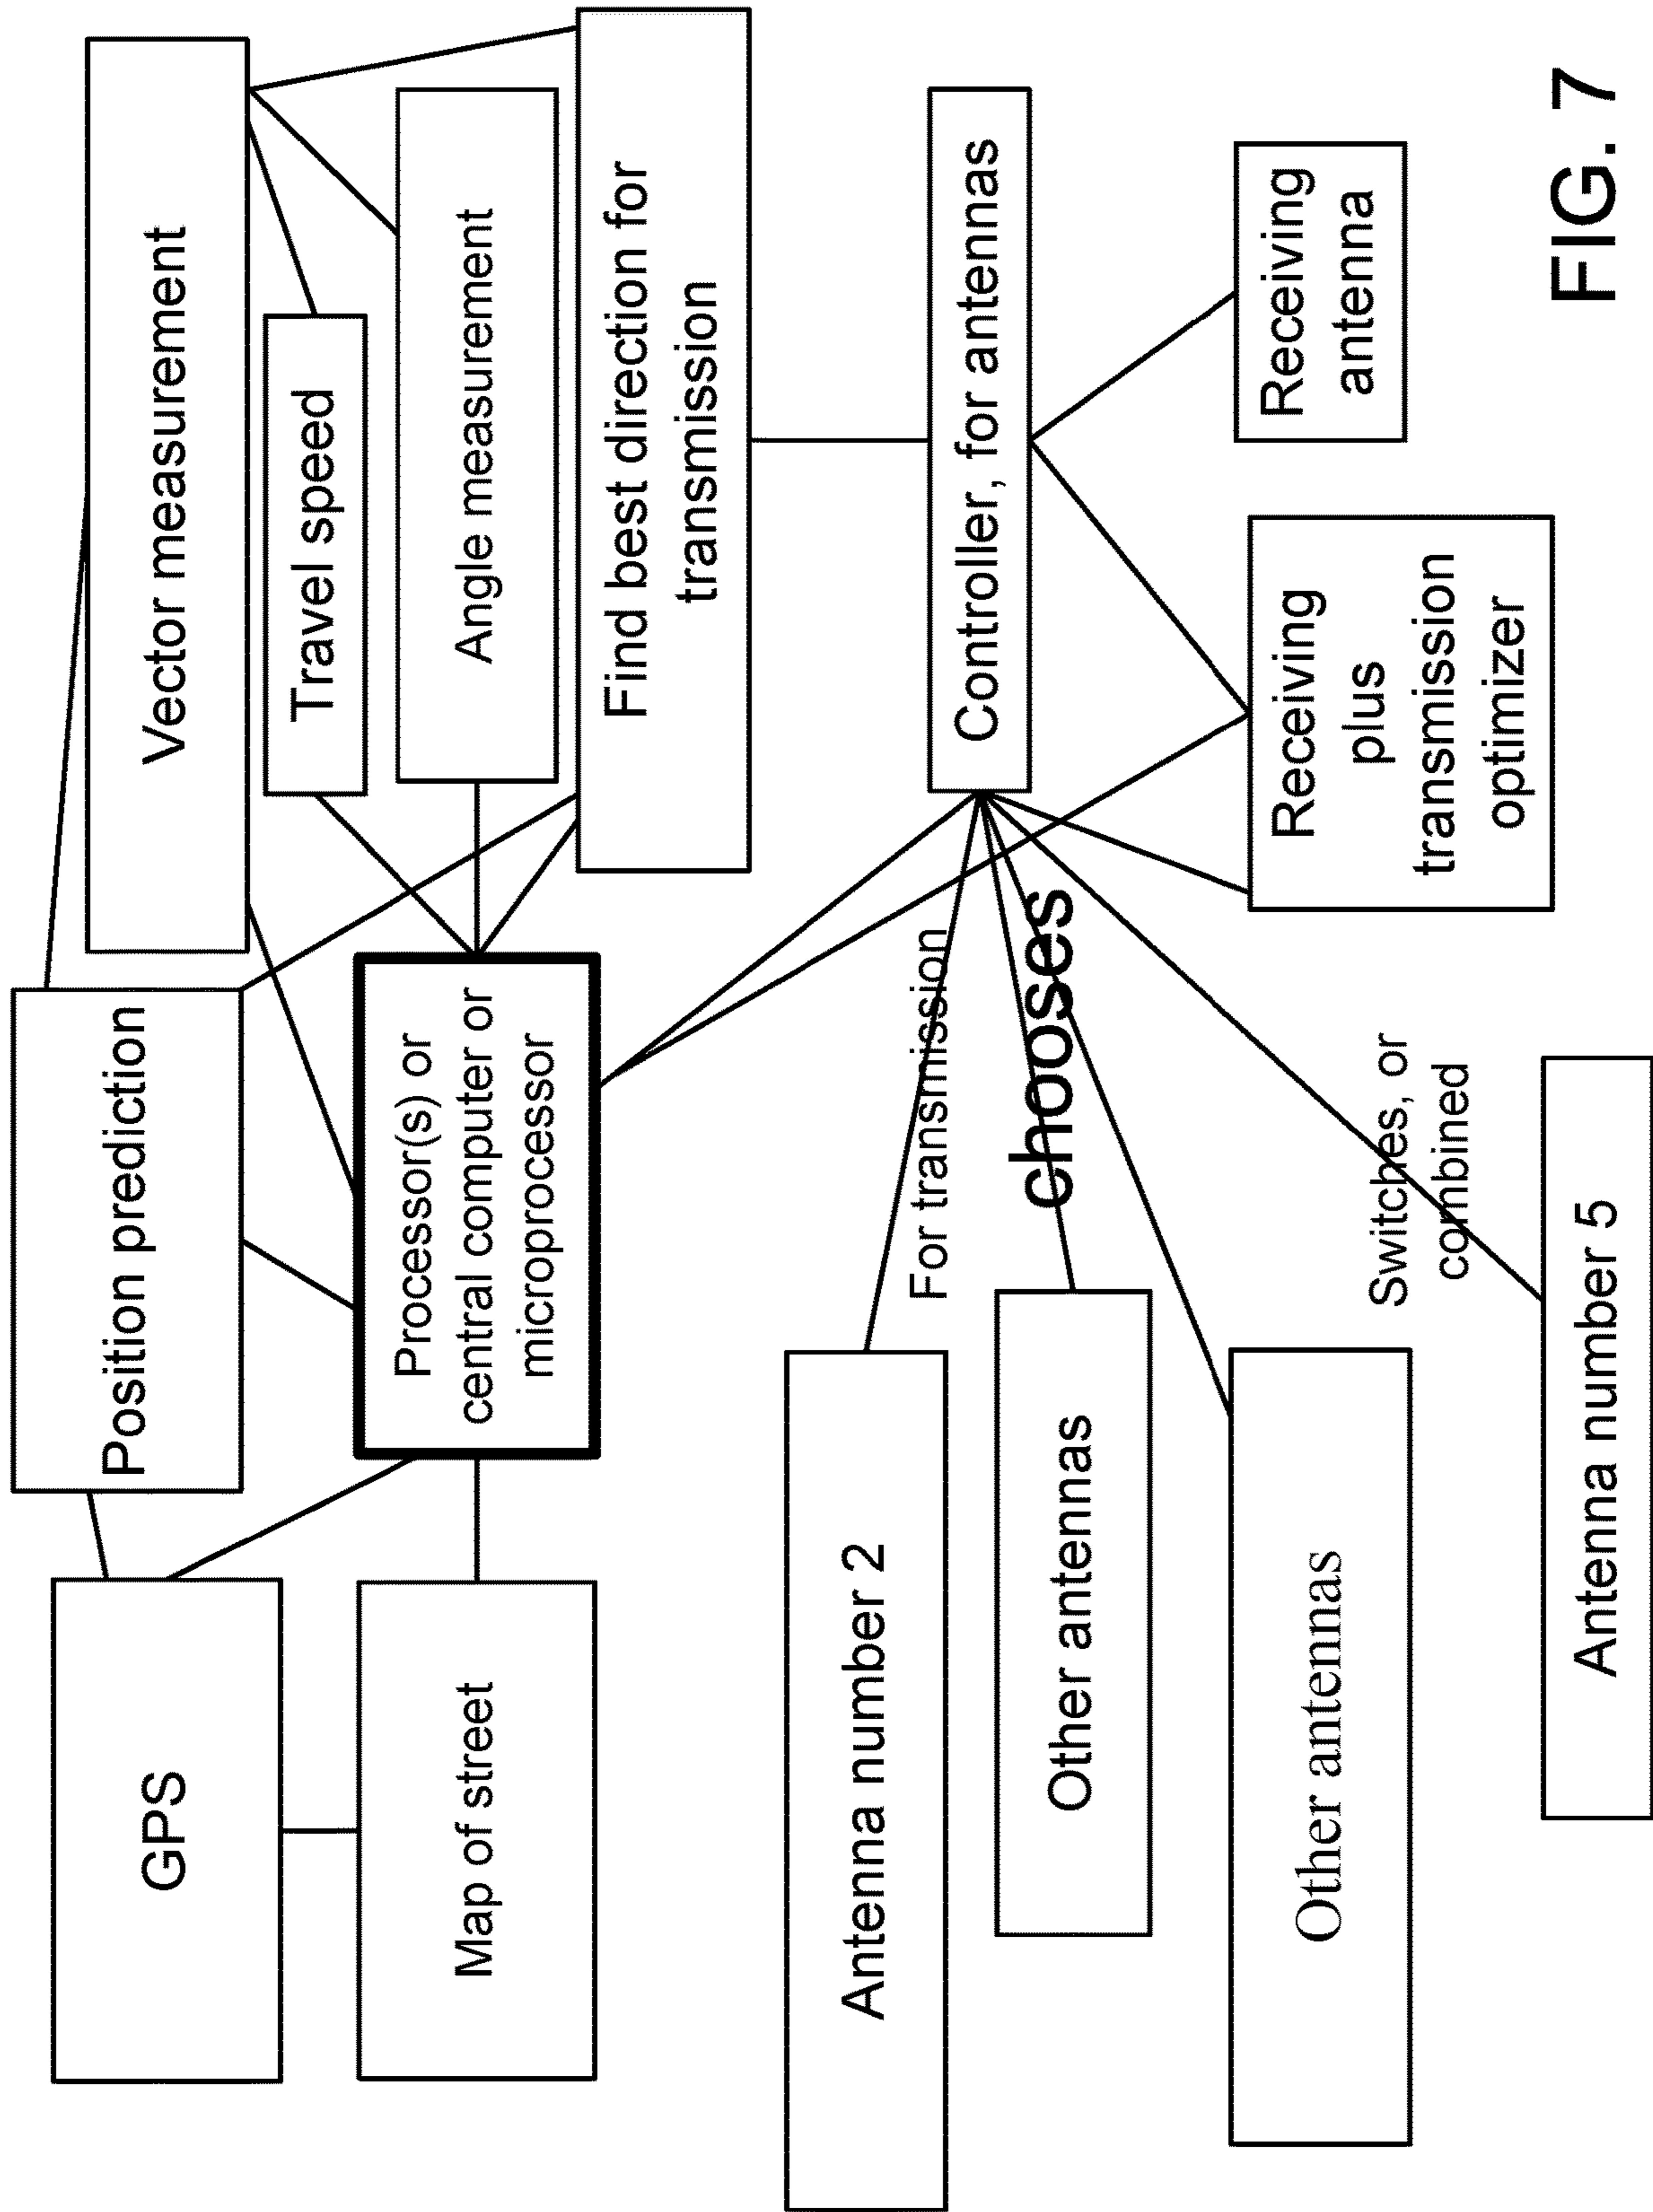 GPS
Position prediction
Vector measurement
Travel speed
Map of street
Processor(s) or
central computer or
microprocessor
Angle measurement
Find best direction for
transmission
Antenna number 2
For transmission
Controller, for antennas
Other antennas
chooses
Other antennas
Switches, or
combined
Receiving
plus
transmission
optimizer
Receiving
antenna
Antenna number 5
FIG. 7